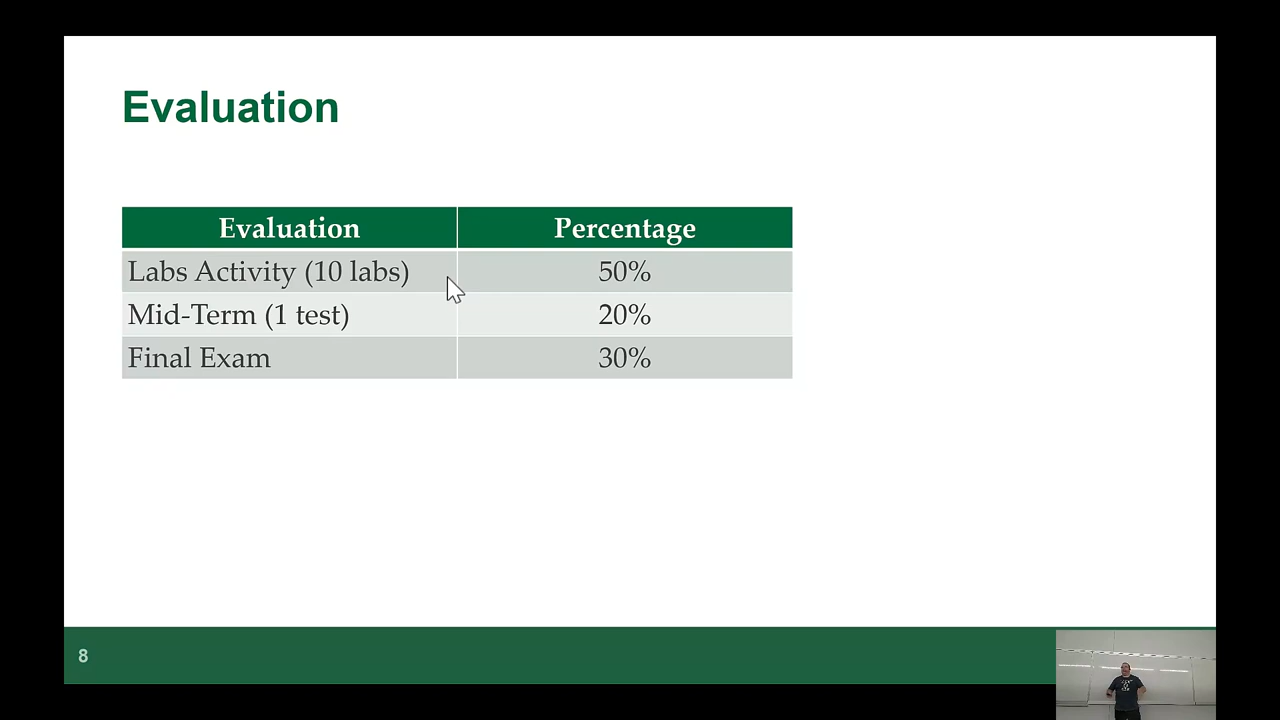 Evaluation
Evaluation Percentage
Labs Activity (10 labs) 50%
Mid-Term (1 test) 20%
Final Exam 30%
8